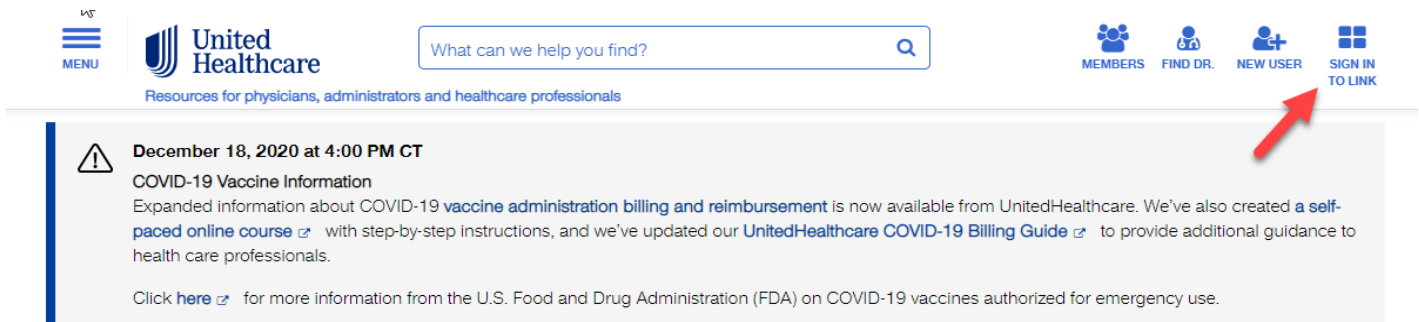 MENU
United
Healthcare
Resources for physicians, administrators and healthcare professionals
What can we help you find?
MEMBERS
FIND DR.
NEW USER
SIGN IN
TO LINK
December 18, 2020 at 4:00 PM CT
COVID-19 Vaccine Information
Expanded information about COVID-19 vaccine administration billing and reimbursement is now available from UnitedHealthcare. We've also created a self-
paced online course with step-by-step instructions, and we've updated our UnitedHealthcare COVID-19 Billing Guide to provide additional guidance to
health care professionals.
Click here for more information from the U.S. Food and Drug Administration (FDA) on COVID-19 vaccines authorized for emergency use.